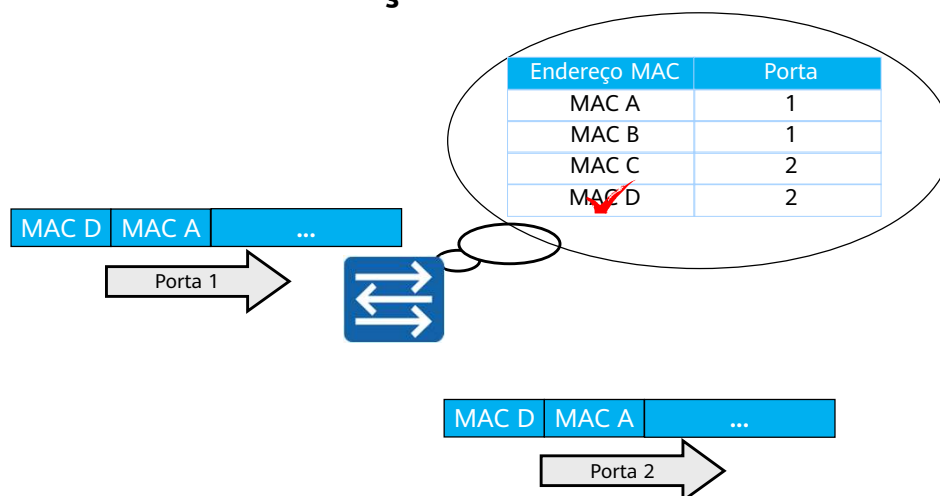 Endereço MAC Porta
MAC A 1
MAC B 1
MAC C 2
MAC D 2
MAC D MAC A ...
Porta 1
MAC D MAC A ...
Porta 2